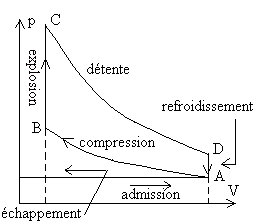 p
C
explosion
détente
refroidissement
B
compression
D
A
admission
V
échappement